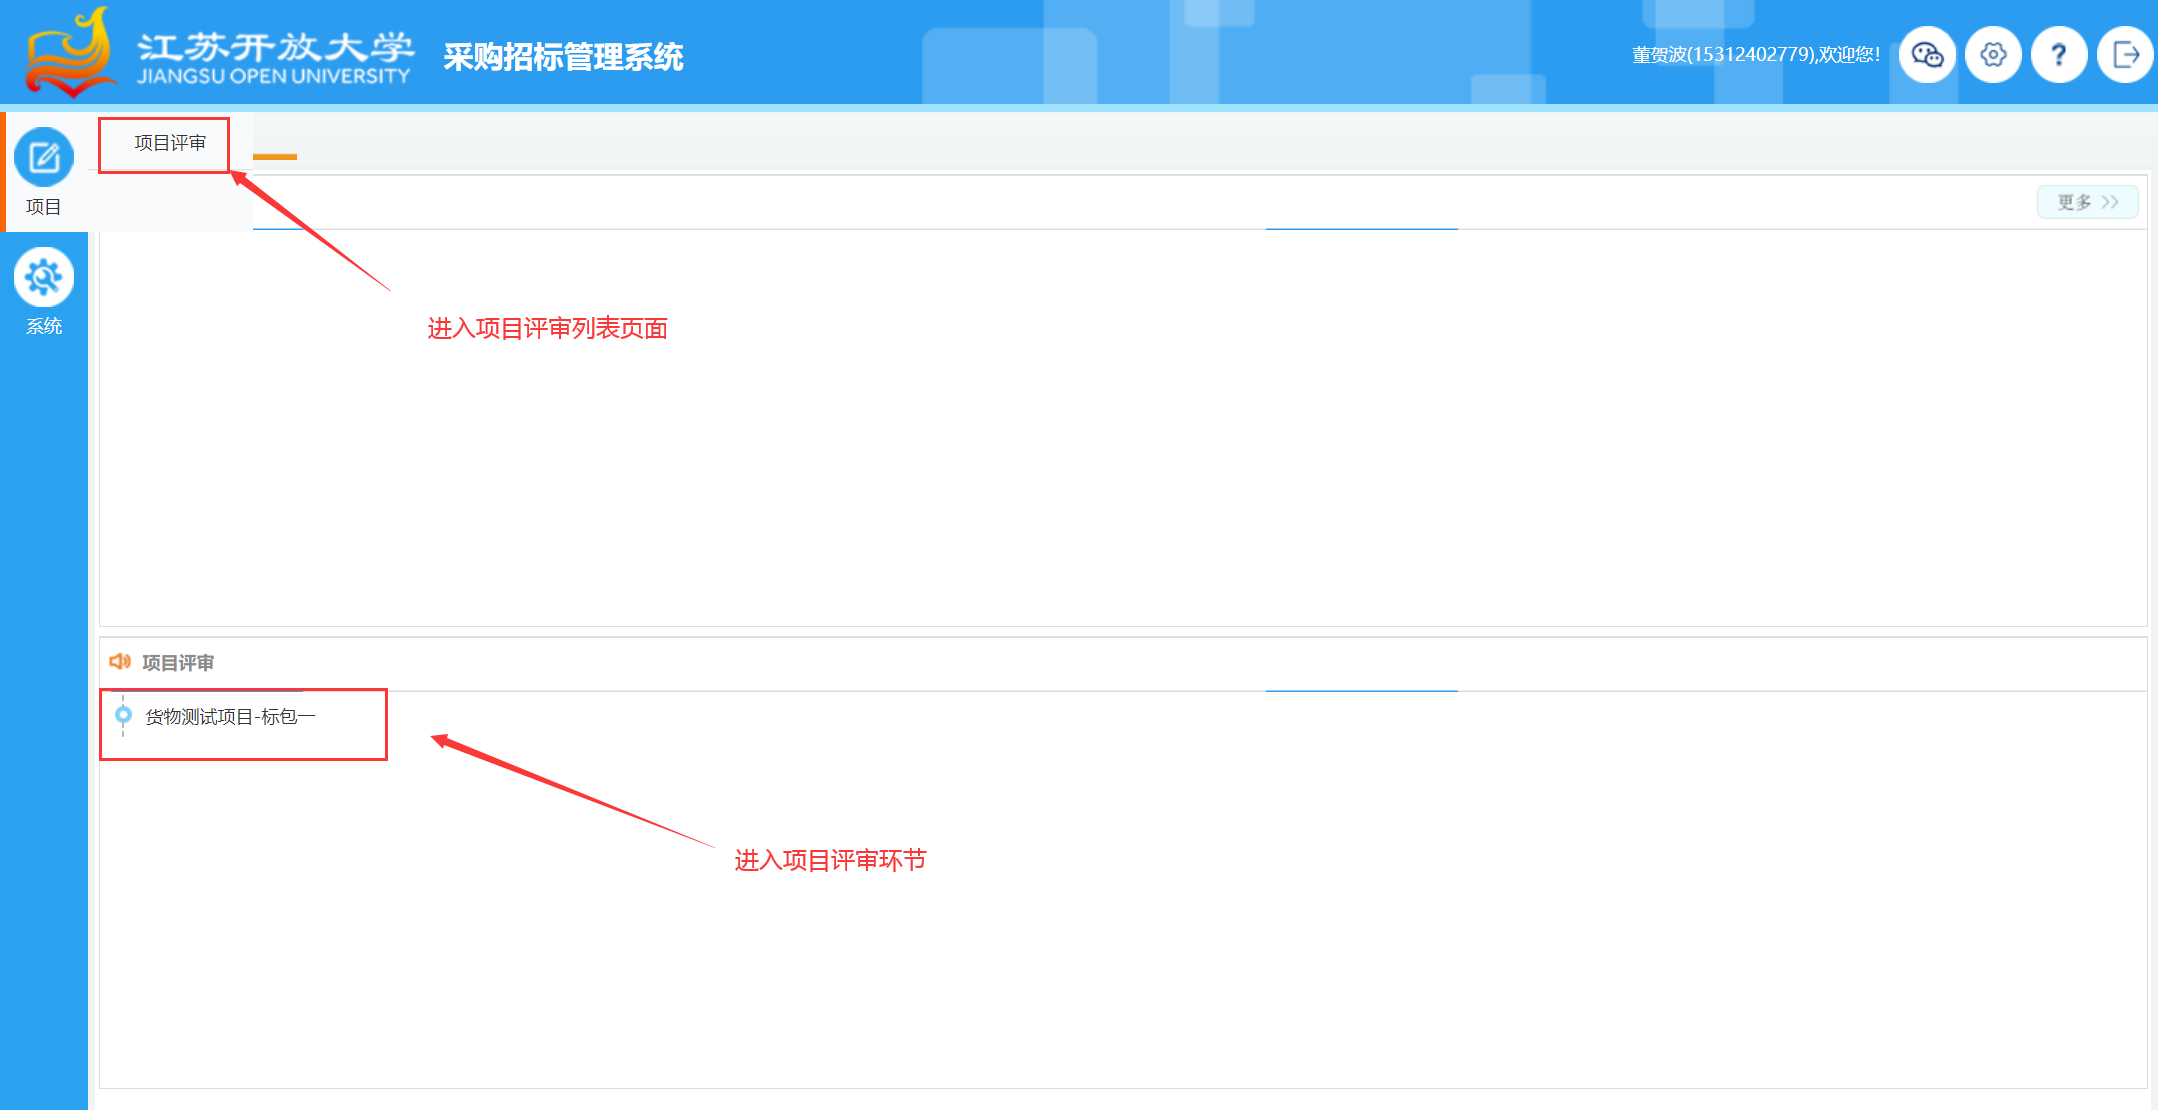 江苏开放大学
JIANGSU OPEN UNIVERSITY
采购招标管理系统
董贺波(15312402779),欢迎您!
?
项目评审
项目
更多 >>
系统
进入项目评审列表页面
项目评审
货物测试项目-标包一
进入项目评审环节